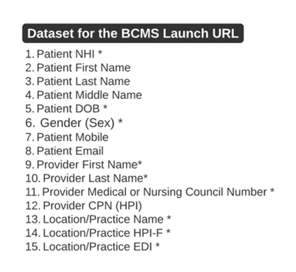 Dataset for the BCMS Launch URL
1. Patient NHI *
2. Patient First Name
3. Patient Last Name
4. Patient Middle Name
5. Patient DOB *
6. Gender (Sex) *
7. Patient Mobile
8. Patient Email
9. Provider First Name*
10. Provider Last Name*
11. Provider Medical or Nursing Council Number *
12. Provider CPN (HPI)
13. Location/Practice Name *
14. Location/Practice HPI-F *
15. Location/Practice EDI *